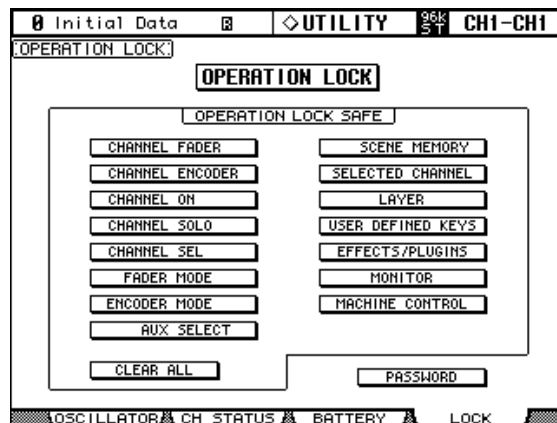 0 Initial Data R ◇UTILITY 96k ST CH1-CH1
OPERATION LOCK
OPERATION LOCK
OPERATION LOCK SAFE
CHANNEL FADER SCENE MEMORY
CHANNEL ENCODER SELECTED CHANNEL
CHANNEL ON LAYER
CHANNEL SOLO USER DEFINED KEYS
CHANNEL SEL EFFECTS/PLUGINS
FADER MODE MONITOR
ENCODER MODE MACHINE CONTROL
AUX SELECT
CLEAR ALL PASSWORD
OSCILLATOR CH STATUS BATTERY LOCK